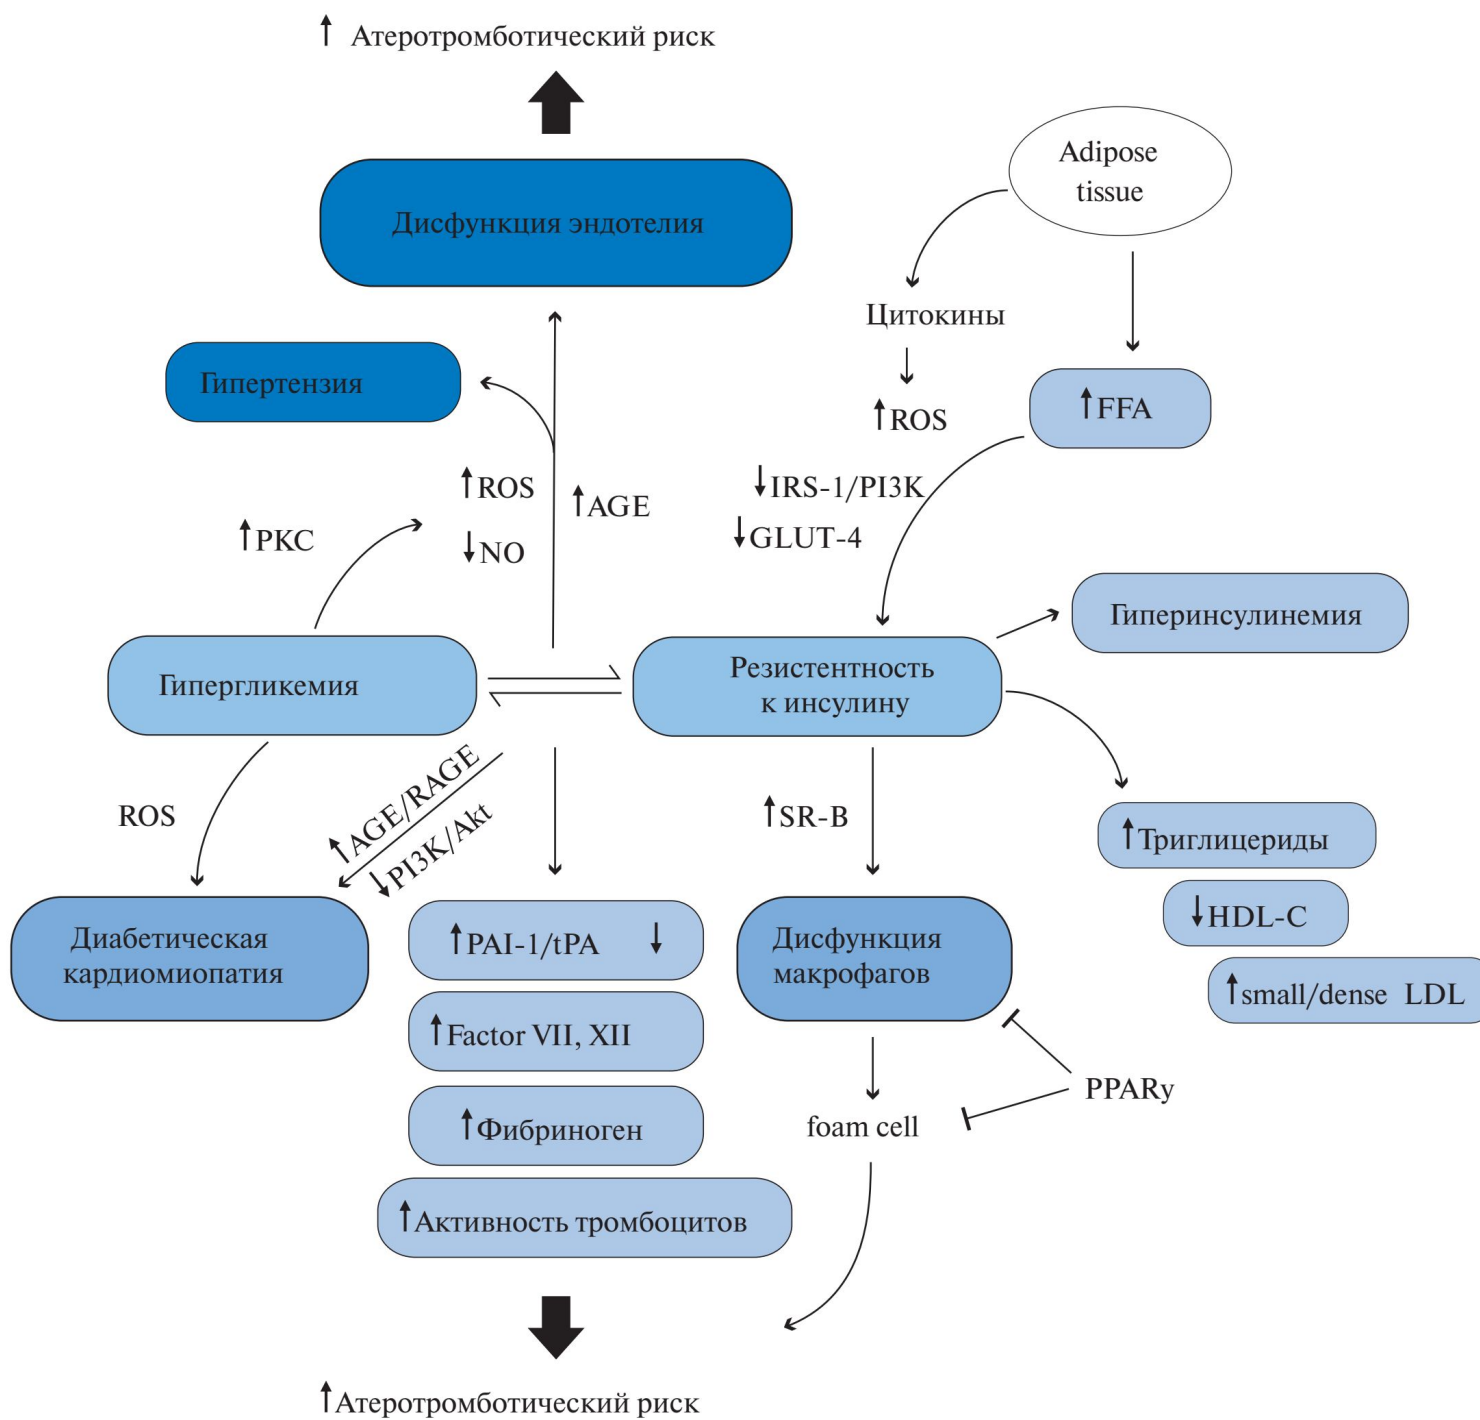 ↑ Атеротромботический риск
Adipose
tissue
Дисфункция эндотелия
Цитокины
Гипертензия
↑FFA
↑ROS
↑ROS
↓IRS-1/PI3K
↑AGE
↑PKC
↓NO
↓GLUT-4
Гиперинсулинемия
Гипергликемия
Резистентность
к инсулину
ROS
↑AGE/RAGE
↓PI3K/Akt
↑SR-B
↑Триглицериды
↓HDL-C
↑small/dense LDL
Диабетическая
кардиомиопатия
↑PAI-1/tPA ↓
Дисфункция
макрофагов
↑Factor VII, XII
PPARy
↑Фибриноген
foam cell
↑Активность тромбоцитов
↑Атеротромботический риск